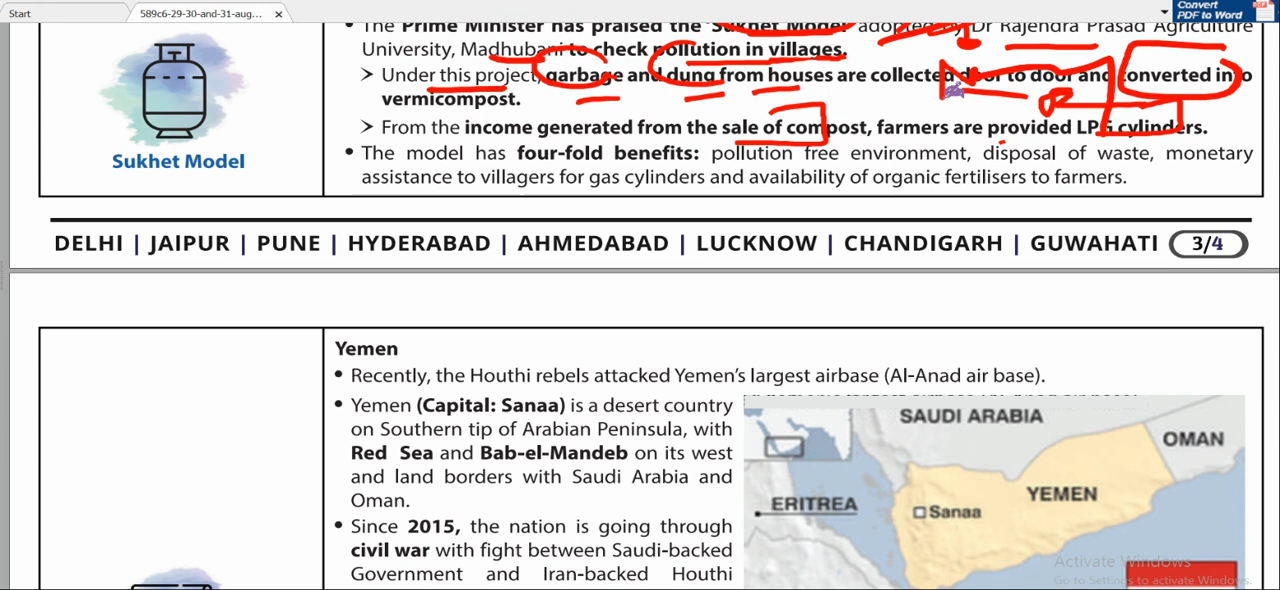 Start
589c6-29-30-and-31-aug...
Convert
PDF to Word
• The Prime Minister has praised the 'Sukhet Model' adopted by Dr Rajendra Prasad Agriculture
University, Madhubani to check pollution in villages.
➢ Under this project, garbage and dung from houses are collected door to door and converted into
vermicompost.
➢ From the income generated from the sale of compost, farmers are provided LPG cylinders.
• The model has four-fold benefits: pollution free environment, disposal of waste, monetary
assistance to villagers for gas cylinders and availability of organic fertilisers to farmers.
Sukhet Model
DELHI | JAIPUR | PUNE | HYDERABAD | AHMEDABAD | LUCKNOW | CHANDIGARH | GUWAHATI 3/4
Yemen
• Recently, the Houthi rebels attacked Yemen's largest airbase (Al-Anad air base).
• Yemen (Capital: Sanaa) is a desert country
on Southern tip of Arabian Peninsula, with
Red Sea and Bab-el-Mandeb on its west
and land borders with Saudi Arabia and
Oman.
• Since 2015, the nation is going through
civil war with fight between Saudi-backed
Government and Iran-backed Houthi
SAUDI ARABIA
OMAN
YEMEN
ERITREA
Sanaa
Activate Windows
Go to Settings to activate Windows.